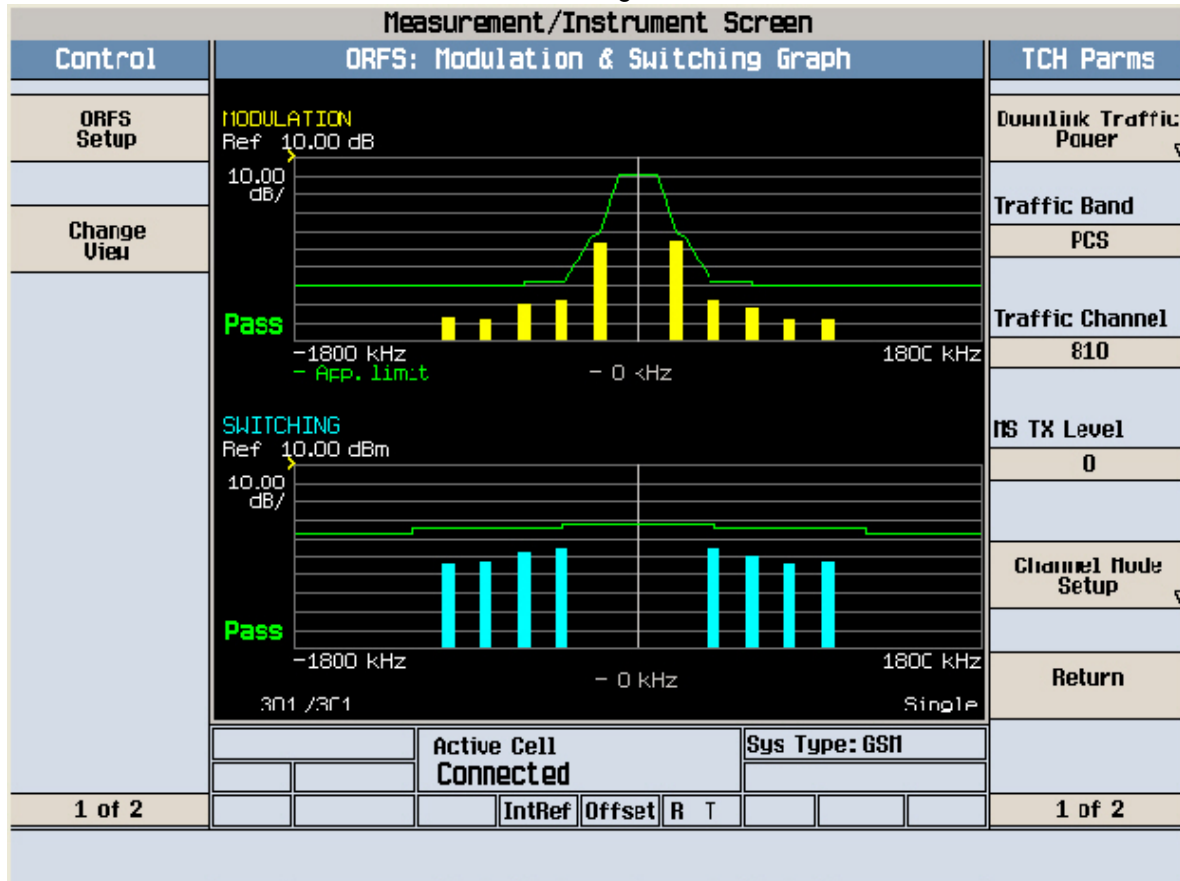 Measurement/Instrument Screen
Control
ORFS: Modulation & Switching Graph
TCH Parms
ORFS
Setup
Change
View
1 of 2
MODULATION
Ref 10.00 dB
10.00
dB/
Pass
-1800 kHz
1800 kHz
- App. limit
- 0 kHz
SWITCHING
Ref 10.00 dBm
10.00
dB/
Pass
-1800 kHz
1800 kHz
- 0 kHz
301 /301
Single
Active Cell
Connected
Sys Type: GSM
IntRef
Offset
R T
Downlink Traffic
Power
Traffic Band
PCS
Traffic Channel
810
MS TX Level
0
Channel Mode
Setup
Return
1 of 2